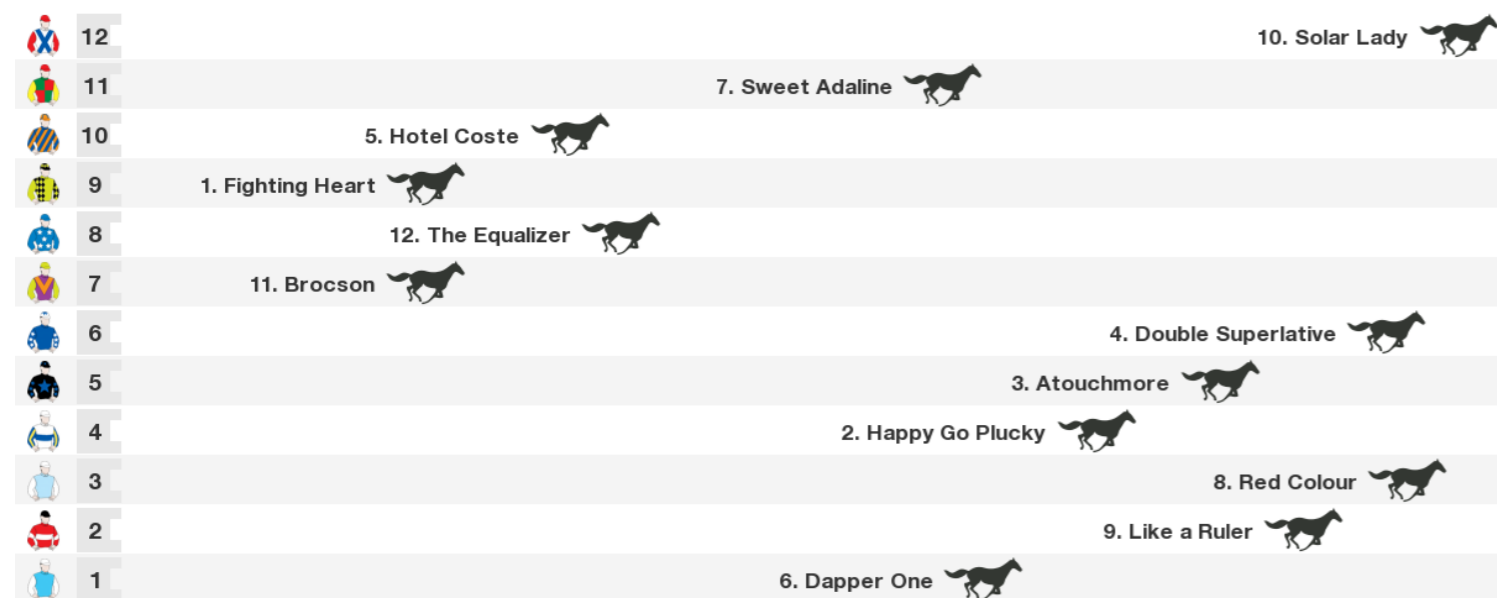 12 10. Solar Lady
11 7. Sweet Adaline
10 5. Hotel Coste
9 1. Fighting Heart
8 12. The Equalizer
7 11. Brocson
6 4. Double Superlative
5 3. Atouchmore
4 2. Happy Go Plucky
3 8. Red Colour
2 9. Like a Ruler
1 6. Dapper One